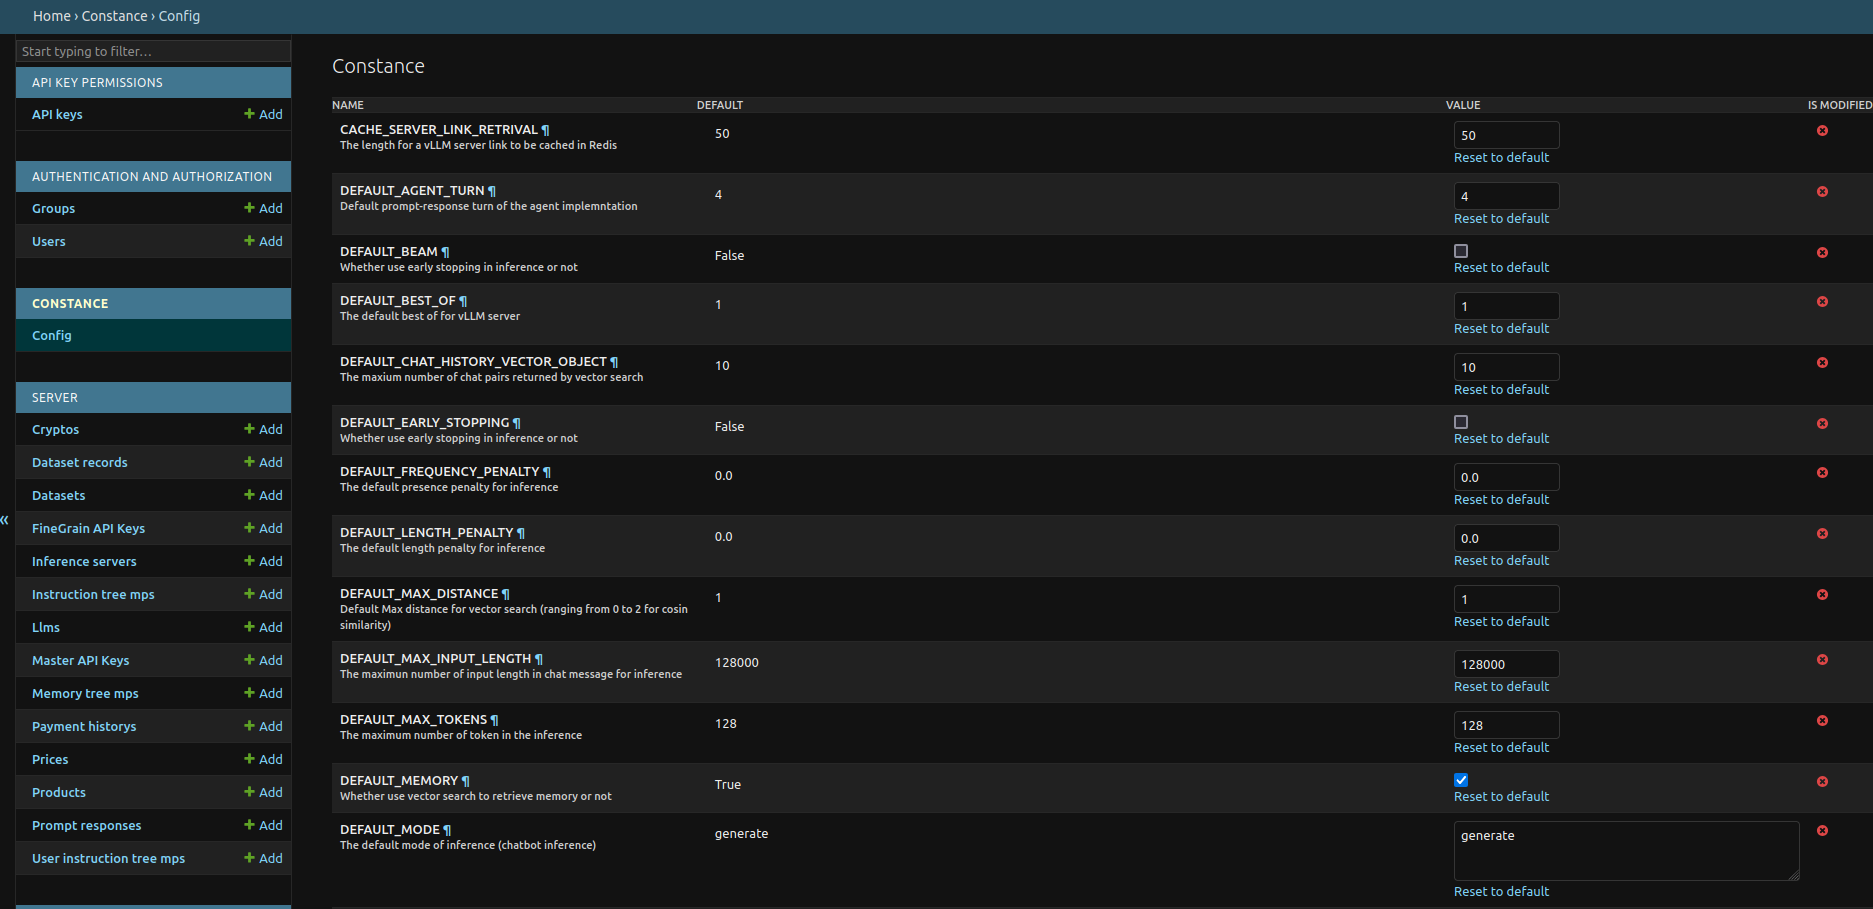 Home › Constance › Config
Start typing to filter...
API KEY PERMISSIONS
API keys + Add
AUTHENTICATION AND AUTHORIZATION
Groups + Add
Users + Add
CONSTANCE
Config
SERVER
Cryptos + Add
Dataset records + Add
Datasets + Add
FineGrain API Keys + Add
Inference servers + Add
Instruction tree mps + Add
Llms + Add
Master API Keys + Add
Memory tree mps + Add
Payment historys + Add
Prices + Add
Products + Add
Prompt responses + Add
User instruction tree mps + Add
«
Constance
NAME DEFAULT VALUE IS MODIFIED
CACHE_SERVER_LINK_RETRIVAL ¶ 50 50
The length for a vLLM server link to be cached in Redis
Reset to default
DEFAULT_AGENT_TURN ¶ 4 4
Default prompt-response turn of the agent implemntation
Reset to default
DEFAULT_BEAM ¶ False
Whether use early stopping in inference or not
Reset to default
DEFAULT_BEST_OF ¶ 1 1
The default best of for vLLM server
Reset to default
DEFAULT_CHAT_HISTORY_VECTOR_OBJECT ¶ 10 10
The maxium number of chat pairs returned by vector search
Reset to default
DEFAULT_EARLY_STOPPING ¶ False
Whether use early stopping in inference or not
Reset to default
DEFAULT_FREQUENCY_PENALTY ¶ 0.0 0.0
The default presence penalty for inference
Reset to default
DEFAULT_LENGTH_PENALTY ¶ 0.0 0.0
The default length penalty for inference
Reset to default
DEFAULT_MAX_DISTANCE ¶ 1 1
Default Max distance for vector search (ranging from 0 to 2 for cosin
similarity)
Reset to default
DEFAULT_MAX_INPUT_LENGTH ¶ 128000 128000
The maximun number of input length in chat message for inference
Reset to default
DEFAULT_MAX_TOKENS ¶ 128 128
The maximum number of token in the inference
Reset to default
DEFAULT_MEMORY ¶ True
Whether use vector search to retrieve memory or not
Reset to default
DEFAULT_MODE ¶ generate generate
The default mode of inference (chatbot inference)
Reset to default